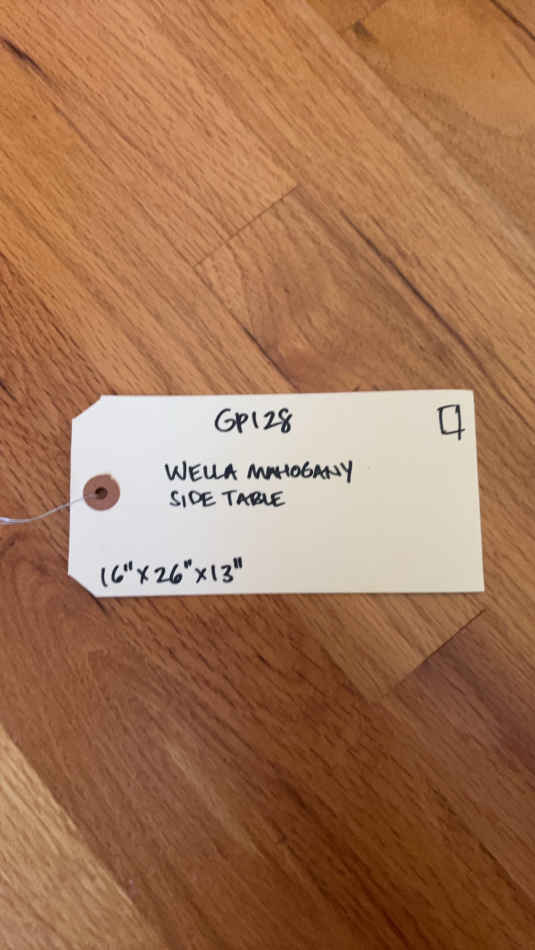 GP128
WELLA MAHOGANY
SIDE TABLE
16"X26"X13"